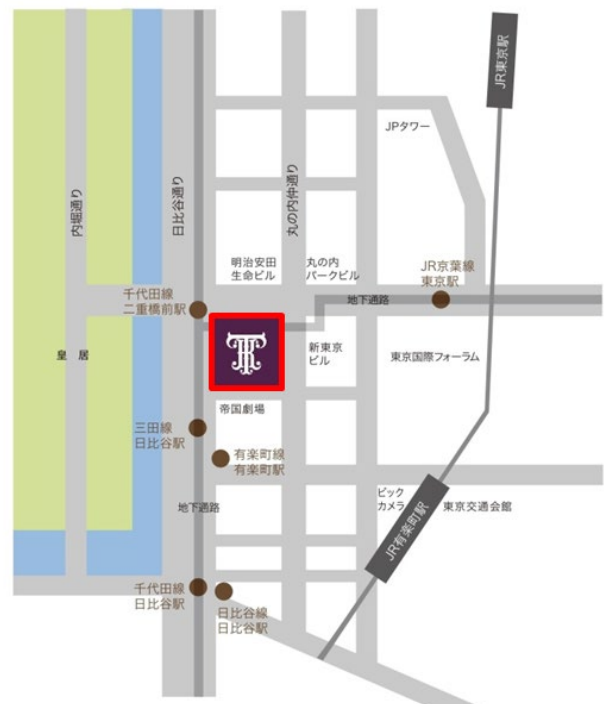 JR東京駅
JPタワー
内堀通り
日比谷通り
丸の内仲通り
明治安田
生命ビル
丸の内
パークビル
JR京葉線
東京駅
千代田線
二重橋前駅
地下通路
皇 居
新東京
ビル
東京国際フォーラム
帝国劇場
三田線
日比谷駅
有楽町線
有楽町駅
地下通路
ビック
カメラ
東京交通会館
JR有楽町駅
千代田線
日比谷駅
日比谷線
日比谷駅